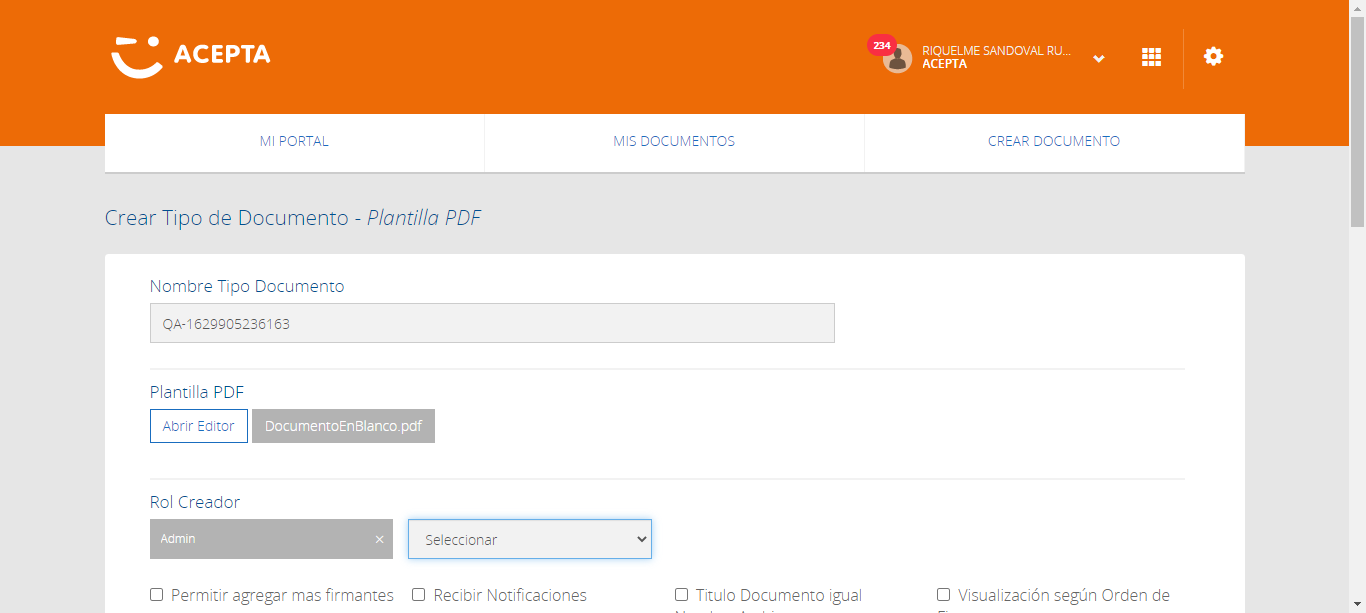 ACEPTA
234
RIQUELME SANDOVAL RU...
ACEPTA
MI PORTAL
MIS DOCUMENTOS
CREAR DOCUMENTO
Crear Tipo de Documento - Plantilla PDF
Nombre Tipo Documento
QA-1629905236163
Plantilla PDF
Abrir Editor
DocumentoEnBlanco.pdf
Rol Creador
Admin ×
Seleccionar
Permitir agregar mas firmantes
Recibir Notificaciones
Titulo Documento igual
Visualización según Orden de